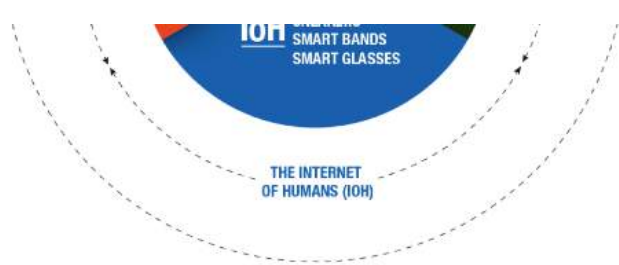 IoH
SMART BANDS
SMART GLASSES
THE INTERNET
OF HUMANS (IOH)